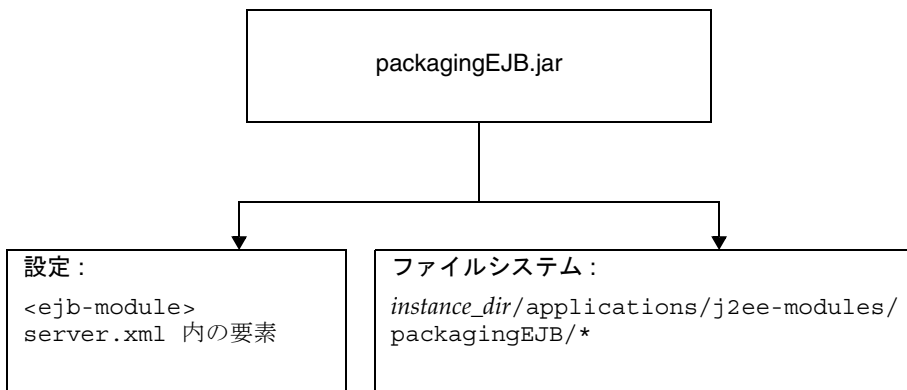 packagingEJB.jar
設定 :
<ejb-module>
server.xml 内の要素
ファイルシステム :
instance_dir/applications/j2ee-modules/
packagingEJB/*